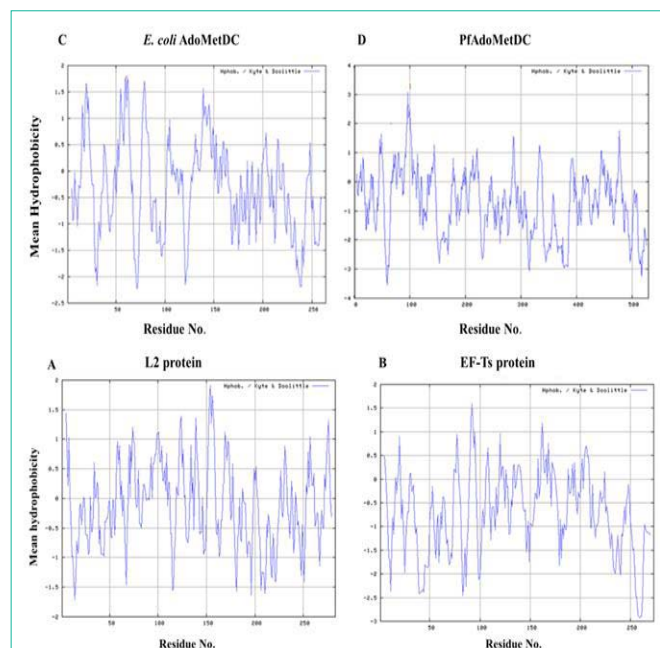 C E. coli AdoMetDC
D PfAdoMetDC
Mean Hydrophobicity
Hphob. / Kyte & Doolittle
2
1.5
1
0.5
0
-0.5
-1
-1.5
-2
-2.5
50 100 150 200 250
Residue No.
Hphob. / Kyte & Doolittle
4
3
2
1
0
-1
-2
-3
-4
0 100 200 300 400 500
Residue No.
A L2 protein
B EF-Ts protein
Mean hydrophobicity
Hphob. / Kyte & Doolittle
2
1.5
1
0.5
0
-0.5
-1
-1.5
-2
50 100 150 200 250
Residue No.
Hphob. / Kyte & Doolittle
2
1.5
1
0.5
0
-0.5
-1
-1.5
-2
-2.5
-3
50 100 150 200 250
Residue No.